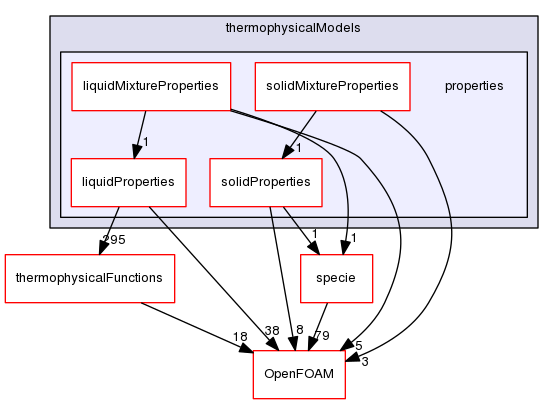 thermophysicalModels
liquidMixtureProperties
solidMixtureProperties
properties
1
1
liquidProperties
solidProperties
295
1
1
thermophysicalFunctions
specie
18
38
8
79
5
3
OpenFOAM